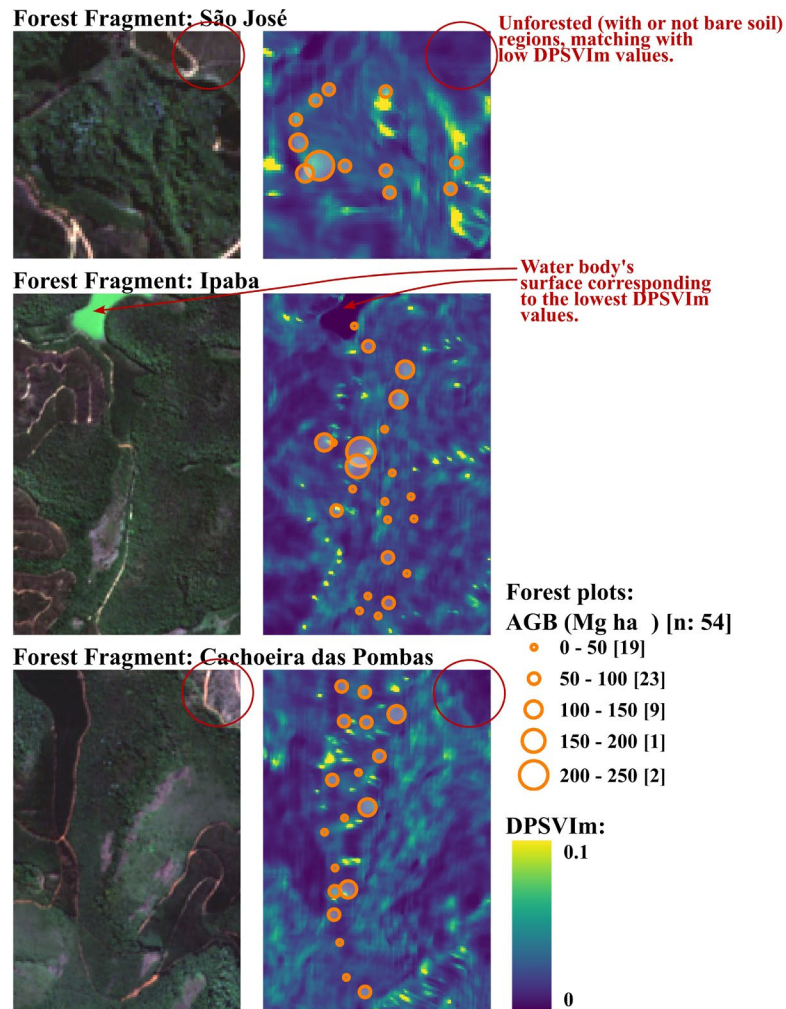 Forest Fragment: São José
Unforested (with or not bare soil)
regions, matching with
low DPSVIm values.
Forest Fragment: Ipaba
Water body's
surface corresponding
to the lowest DPSVIm
values.
Forest Fragment: Cachoeira das Pombas
Forest plots:
AGB (Mg ha ) [n: 54]
0 - 50 [19]
50 - 100 [23]
100 - 150 [9]
150 - 200 [1]
200 - 250 [2]
DPSVIm:
0.1
0